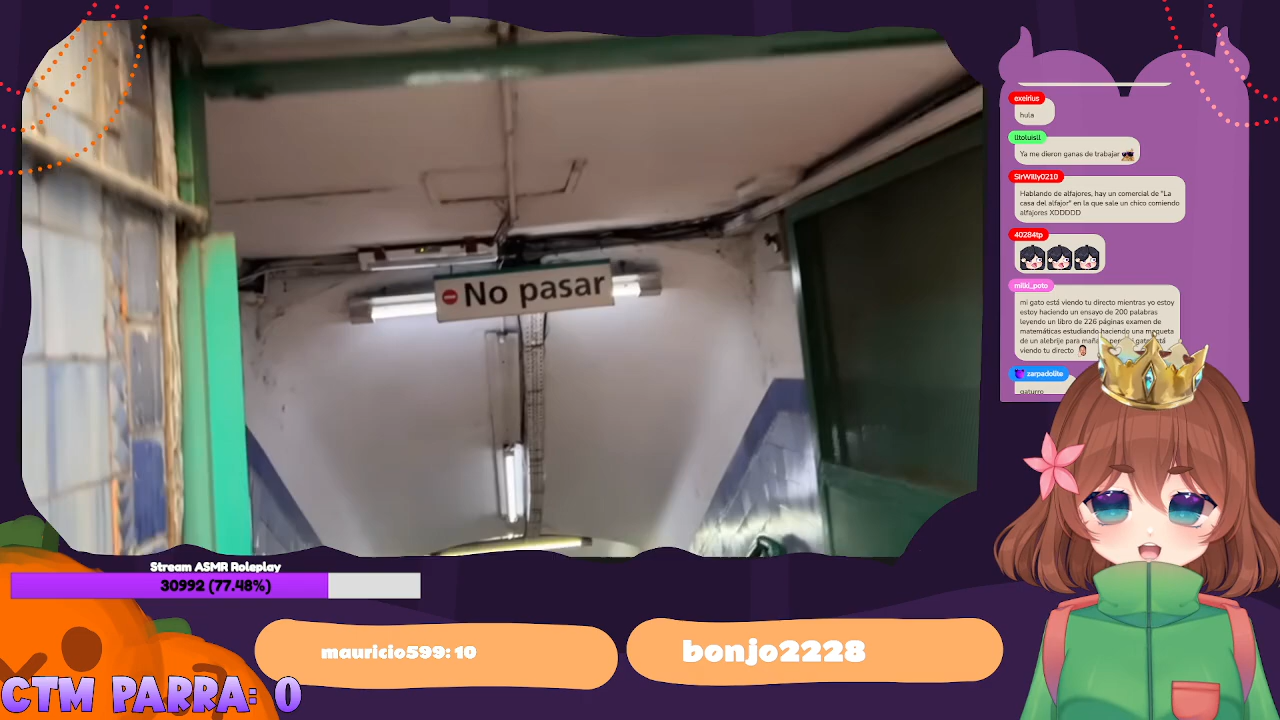 No pasar
exeirius
hula
lltoluisll
Ya me dieron ganas de trabajar
SirWilly0210
Hablando de alfajores, hay un comercial de "La
casa del alfajor" en la que sale un chico comiendo
alfajores XDDDDD
40284tp
milki_poto
mi gato está viendo tu directo mientras yo estoy
estoy haciendo un ensayo de 200 palabras
leyendo un libro de 226 páginas examen de
matemáticas estudiando haciendo una maqueta
de un alebrije para
viendo tu directo
zarpadolite
gaturro
Stream ASMR Roleplay
30992 (77.48%)
mauricio599: 10
bonjo2228
CTM PARRA: 0